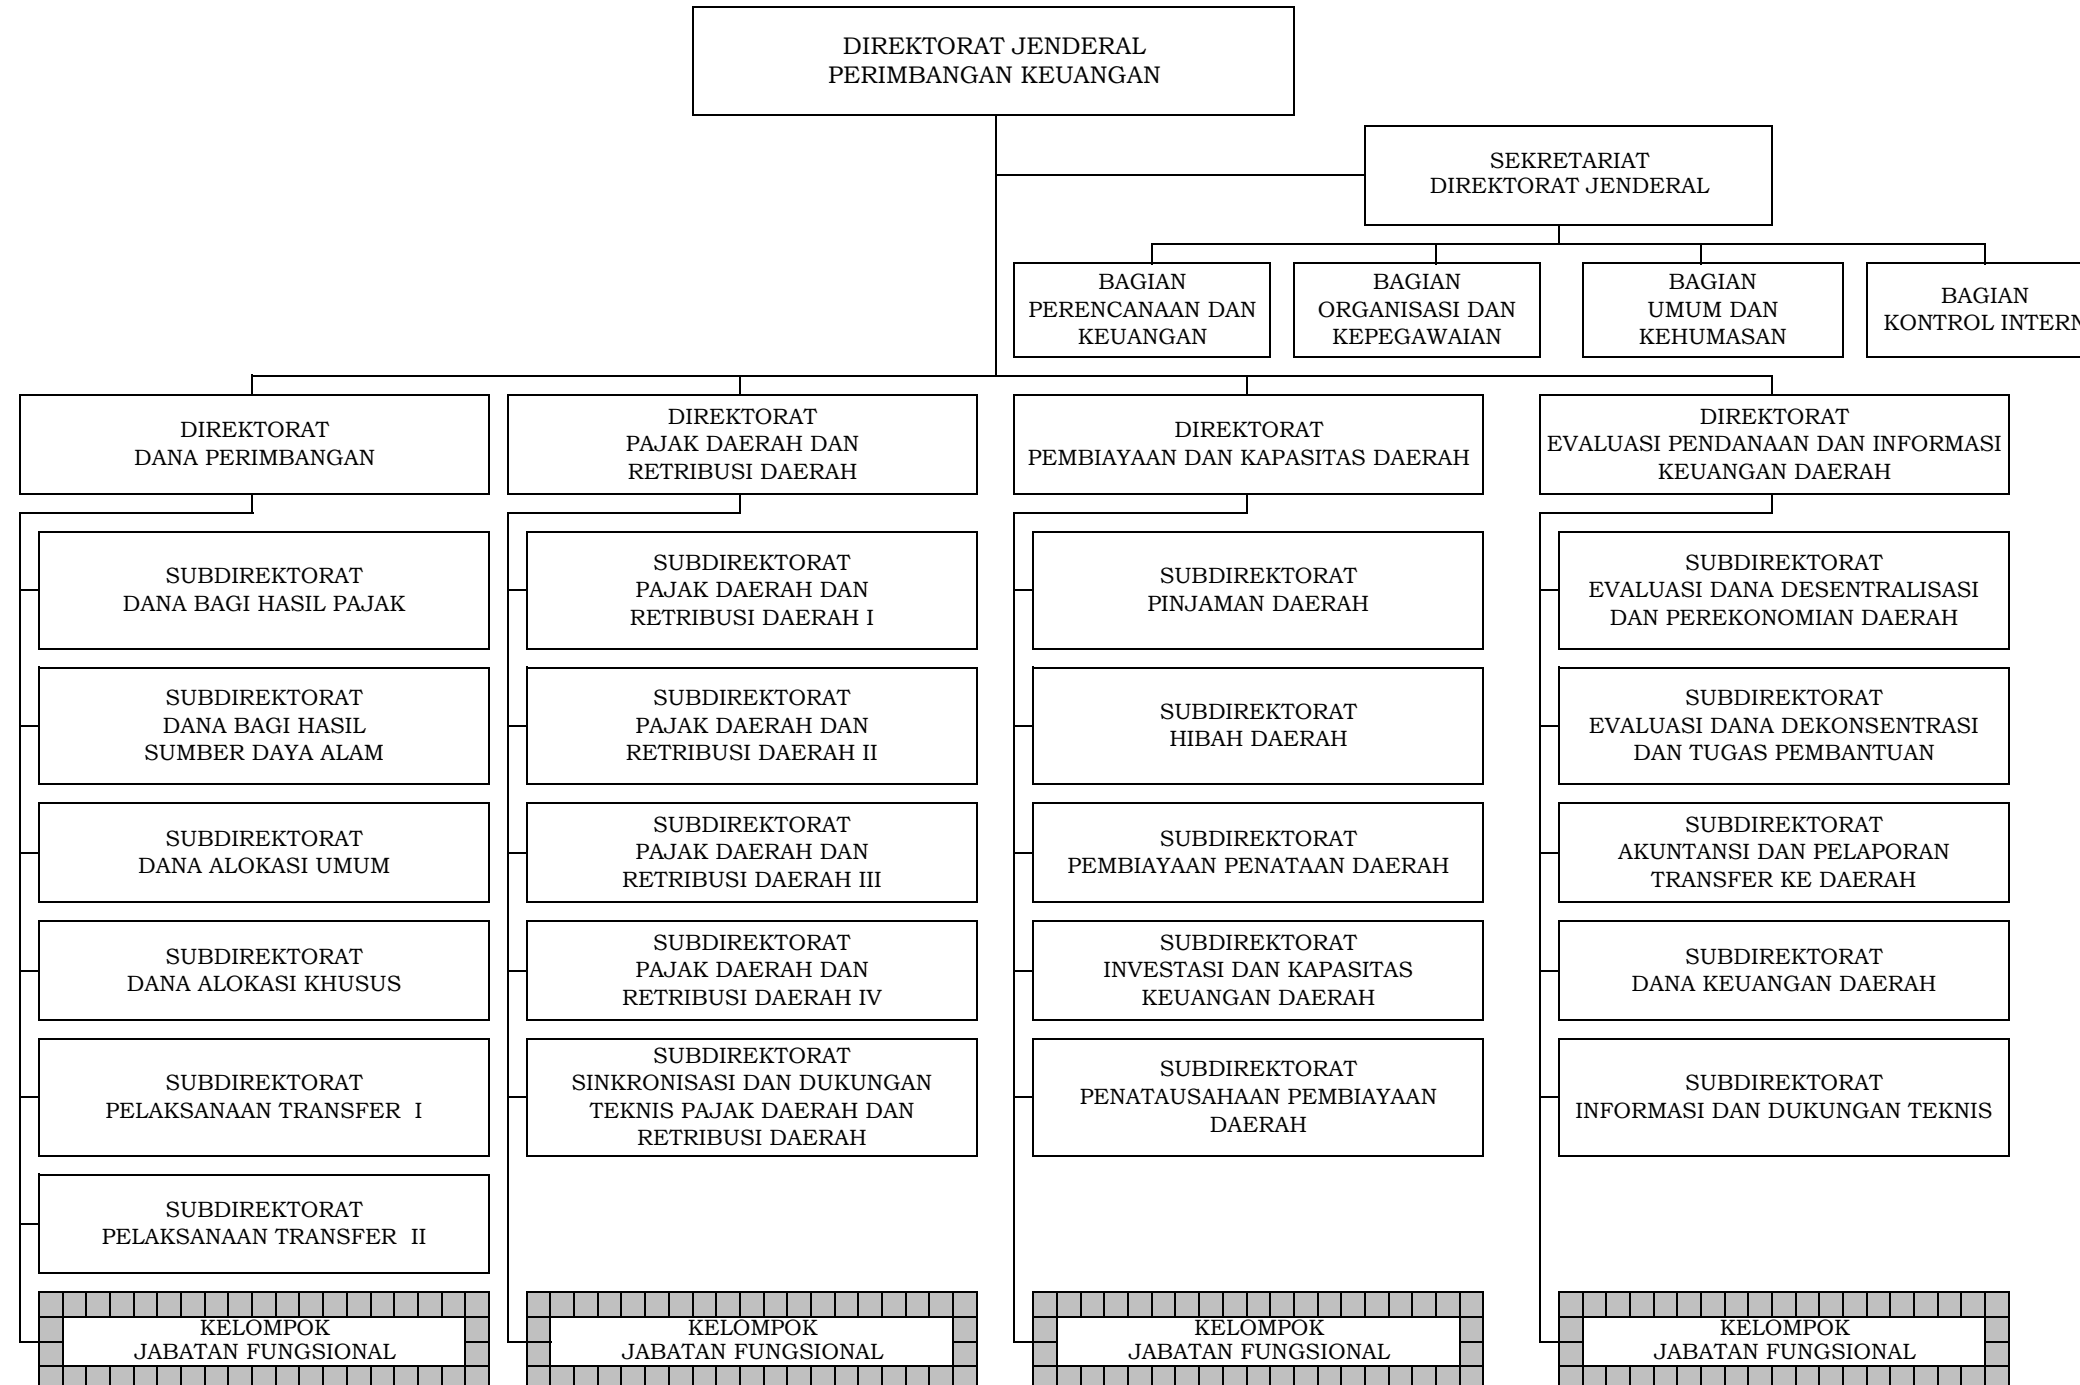 DIREKTORAT JENDERAL
PERIMBANGAN KEUANGAN
SEKRETARIAT
DIREKTORAT JENDERAL
BAGIAN
PERENCANAAN DAN
KEUANGAN
BAGIAN
ORGANISASI DAN
KEPEGAWAIAN
BAGIAN
UMUM DAN
KEHUMASAN
BAGIAN
KONTROL INTERN
DIREKTORAT
DANA PERIMBANGAN
DIREKTORAT
PAJAK DAERAH DAN
RETRIBUSI DAERAH
DIREKTORAT
PEMBIAYAAN DAN KAPASITAS DAERAH
DIREKTORAT
EVALUASI PENDANAAN DAN INFORMASI
KEUANGAN DAERAH
SUBDIREKTORAT
DANA BAGI HASIL PAJAK
SUBDIREKTORAT
DANA BAGI HASIL
SUMBER DAYA ALAM
SUBDIREKTORAT
DANA ALOKASI UMUM
SUBDIREKTORAT
DANA ALOKASI KHUSUS
SUBDIREKTORAT
PELAKSANAAN TRANSFER I
SUBDIREKTORAT
PELAKSANAAN TRANSFER II
KELOMPOK
JABATAN FUNGSIONAL
SUBDIREKTORAT
PAJAK DAERAH DAN
RETRIBUSI DAERAH I
SUBDIREKTORAT
PAJAK DAERAH DAN
RETRIBUSI DAERAH II
SUBDIREKTORAT
PAJAK DAERAH DAN
RETRIBUSI DAERAH III
SUBDIREKTORAT
PAJAK DAERAH DAN
RETRIBUSI DAERAH IV
SUBDIREKTORAT
SINKRONISASI DAN DUKUNGAN
TEKNIS PAJAK DAERAH DAN
RETRIBUSI DAERAH
KELOMPOK
JABATAN FUNGSIONAL
SUBDIREKTORAT
PINJAMAN DAERAH
SUBDIREKTORAT
HIBAH DAERAH
SUBDIREKTORAT
PEMBIAYAAN PENATAAN DAERAH
SUBDIREKTORAT
INVESTASI DAN KAPASITAS
KEUANGAN DAERAH
SUBDIREKTORAT
PENATAUSAHAAN PEMBIAYAAN
DAERAH
KELOMPOK
JABATAN FUNGSIONAL
SUBDIREKTORAT
EVALUASI DANA DESENTRALISASI
DAN PEREKONOMIAN DAERAH
SUBDIREKTORAT
EVALUASI DANA DEKONSENTRASI
DAN TUGAS PEMBANTUAN
SUBDIREKTORAT
AKUNTANSI DAN PELAPORAN
TRANSFER KE DAERAH
SUBDIREKTORAT
DANA KEUANGAN DAERAH
SUBDIREKTORAT
INFORMASI DAN DUKUNGAN TEKNIS
KELOMPOK
JABATAN FUNGSIONAL